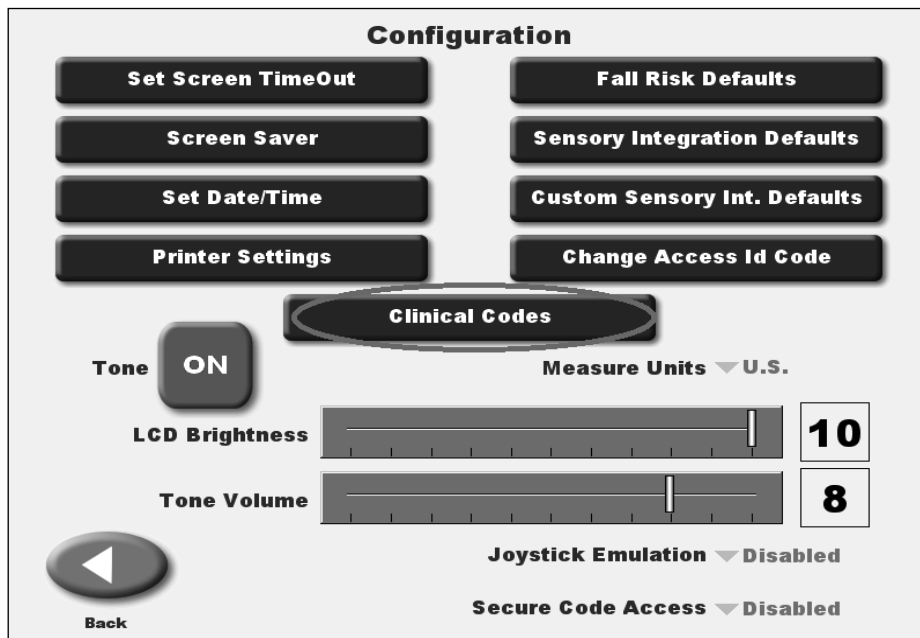 Configuration
Set Screen TimeOut
Fall Risk Defaults
Screen Saver
Sensory Integration Defaults
Set Date/Time
Custom Sensory Int. Defaults
Printer Settings
Change Access Id Code
Clinical Codes
Tone ON
Measure Units U.S.
LCD Brightness 10
Tone Volume 8
Joystick Emulation Disabled
Back
Secure Code Access Disabled